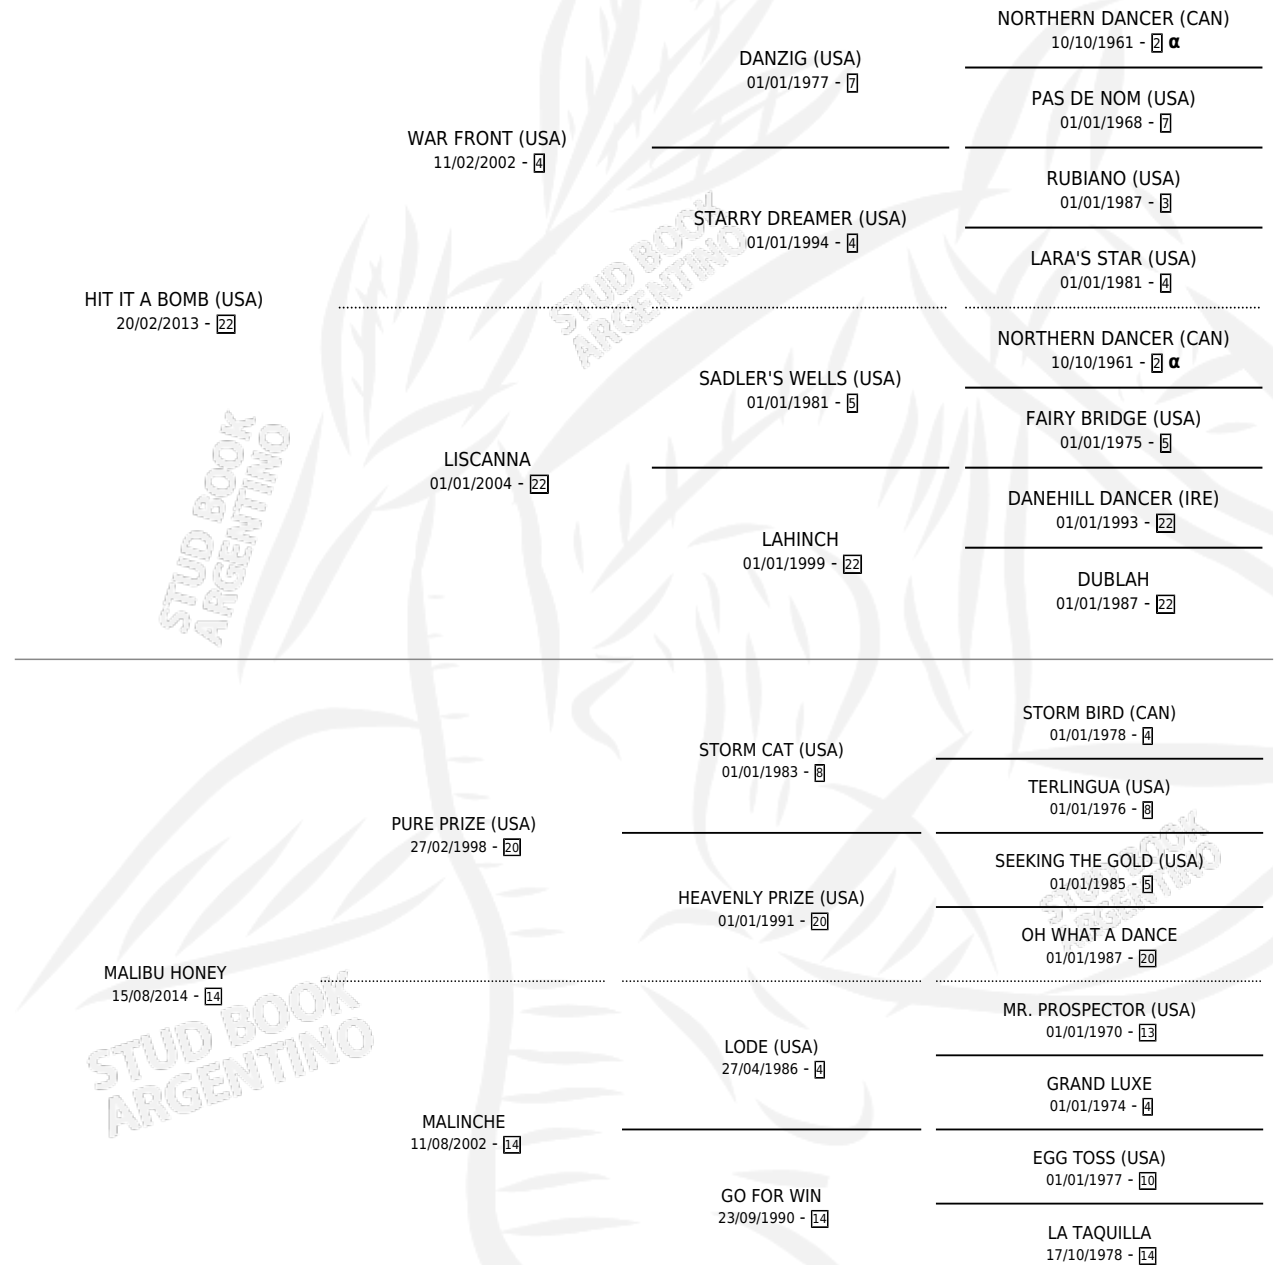 NORTHERN DANCER (CAN)
10/10/1961 - 2 α
DANZIG (USA)
01/01/1977 - 7
PAS DE NOM (USA)
01/01/1968 - 7
WAR FRONT (USA)
11/02/2002 - 4
RUBIANO (USA)
01/01/1987 - 3
STARRY DREAMER (USA)
01/01/1994 - 4
LARA'S STAR (USA)
01/01/1981 - 4
HIT IT A BOMB (USA)
20/02/2013 - 22
NORTHERN DANCER (CAN)
10/10/1961 - 2 α
SADLER'S WELLS (USA)
01/01/1981 - 5
FAIRY BRIDGE (USA)
01/01/1975 - 5
LISCANNA
01/01/2004 - 22
DANEHILL DANCER (IRE)
01/01/1993 - 22
LAHINCH
01/01/1999 - 22
DUBLAH
01/01/1987 - 22
STORM BIRD (CAN)
01/01/1978 - 4
STORM CAT (USA)
01/01/1983 - 8
TERLINGUA (USA)
01/01/1976 - 8
PURE PRIZE (USA)
27/02/1998 - 20
SEEKING THE GOLD (USA)
01/01/1985 - 5
HEAVENLY PRIZE (USA)
01/01/1991 - 20
OH WHAT A DANCE
01/01/1987 - 20
MALIBU HONEY
15/08/2014 - 14
MR. PROSPECTOR (USA)
01/01/1970 - 13
LODE (USA)
27/04/1986 - 4
GRAND LUXE
01/01/1974 - 4
MALINCHE
11/08/2002 - 14
EGG TOSS (USA)
01/01/1977 - 10
GO FOR WIN
23/09/1990 - 14
LA TAQUILLA
17/10/1978 - 14
STUD BOOK
ARGENTINO
STUD BOOK
ARGENTINO
STUD BOOK
ARGENTINO
STUD BOOK
ARGENTINO